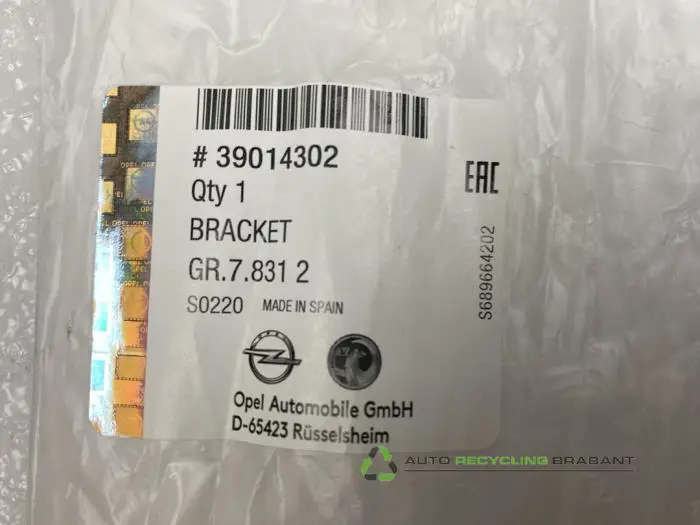 # 39014302
Qty 1
BRACKET
GR.7.831 2
S0220 MADE IN SPAIN
EAC
S689664202
OPEL
Opel Automobile GmbH
D-65423 Rüsselsheim
AUTO RECYCLING BRABANT